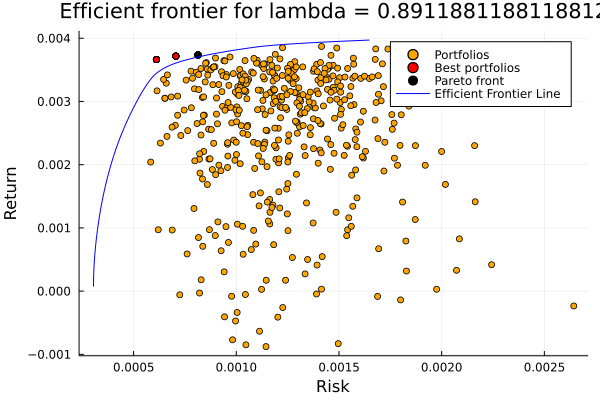 Efficient frontier for lambda = 0.8911881188118812
Portfolios
Best portfolios
Pareto front
Efficient Frontier Line
0.004
0.003
0.002
0.001
0.000
−0.001
Return
0.0005 0.0010 0.0015 0.0020 0.0025
Risk